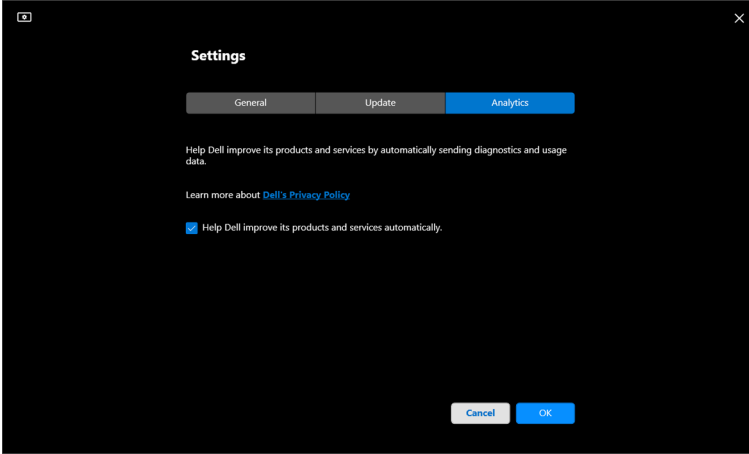 Settings
General
Update
Analytics
Help Dell improve its products and services by automatically sending diagnostics and usage
data.
Learn more about Dell's Privacy Policy
Help Dell improve its products and services automatically.
Cancel
OK